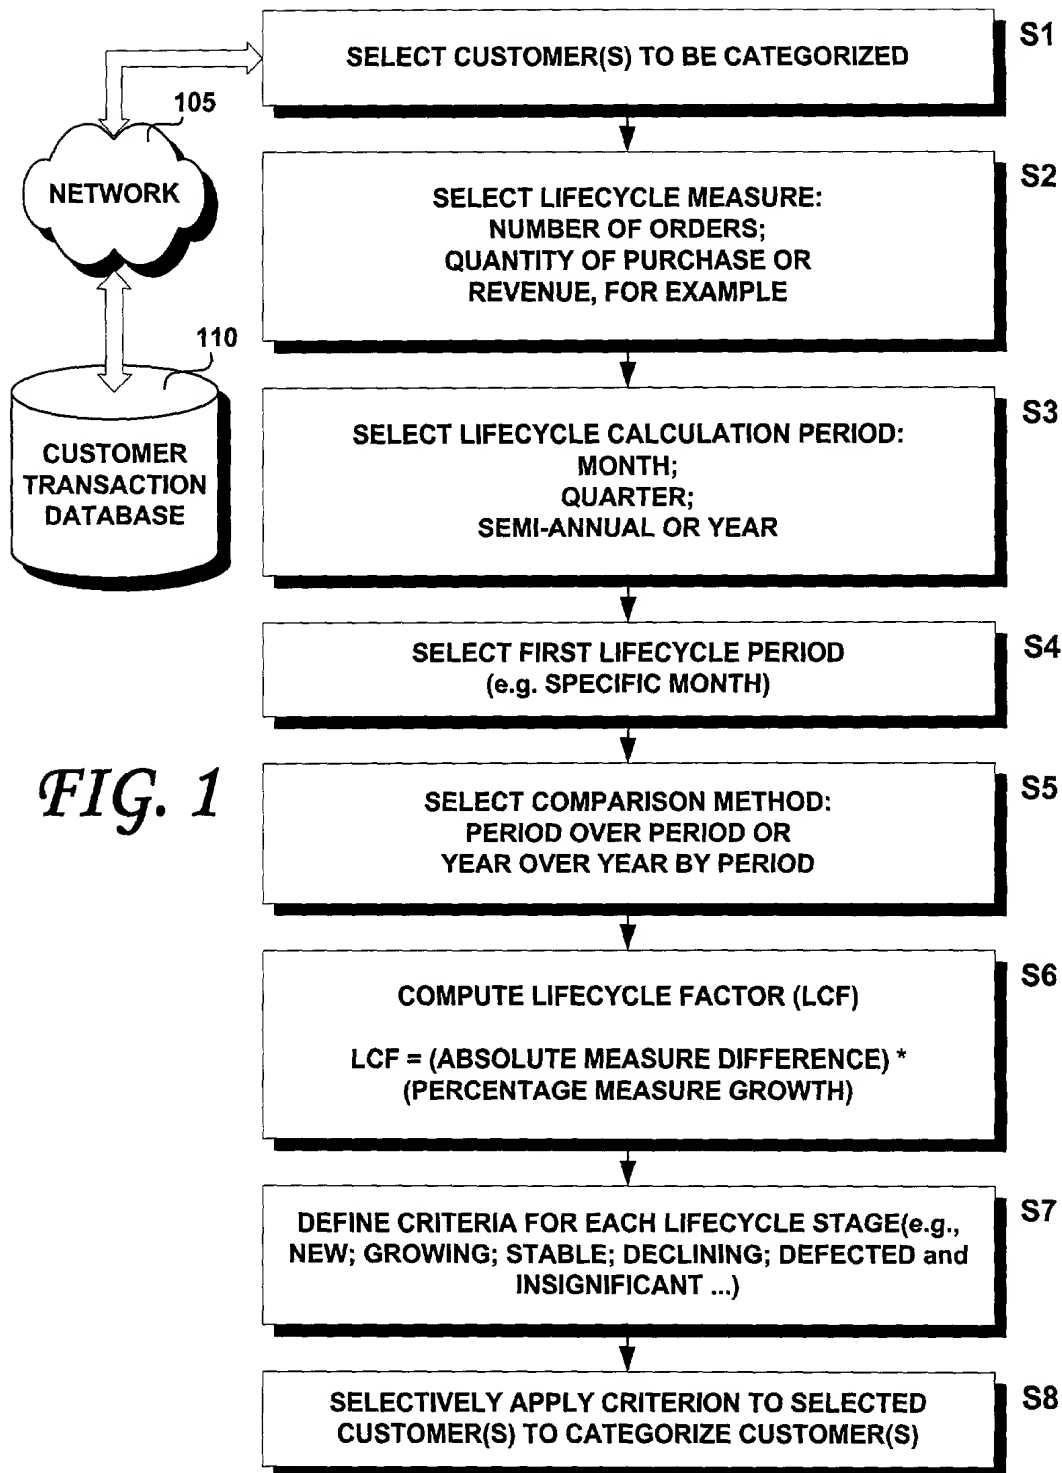 SELECT CUSTOMER(S) TO BE CATEGORIZED
S1
105
NETWORK
110
CUSTOMER
TRANSACTION
DATABASE
SELECT LIFECYCLE MEASURE:
NUMBER OF ORDERS;
QUANTITY OF PURCHASE OR
REVENUE, FOR EXAMPLE
S2
SELECT LIFECYCLE CALCULATION PERIOD:
MONTH;
QUARTER;
SEMI-ANNUAL OR YEAR
S3
SELECT FIRST LIFECYCLE PERIOD
(e.g. SPECIFIC MONTH)
S4
FIG. 1
SELECT COMPARISON METHOD:
PERIOD OVER PERIOD OR
YEAR OVER YEAR BY PERIOD
S5
COMPUTE LIFECYCLE FACTOR (LCF)
LCF = (ABSOLUTE MEASURE DIFFERENCE) *
(PERCENTAGE MEASURE GROWTH)
S6
DEFINE CRITERIA FOR EACH LIFECYCLE STAGE(e.g.,
NEW; GROWING; STABLE; DECLINING; DEFECTED and
INSIGNIFICANT ...)
S7
SELECTIVELY APPLY CRITERION TO SELECTED
CUSTOMER(S) TO CATEGORIZE CUSTOMER(S)
S8